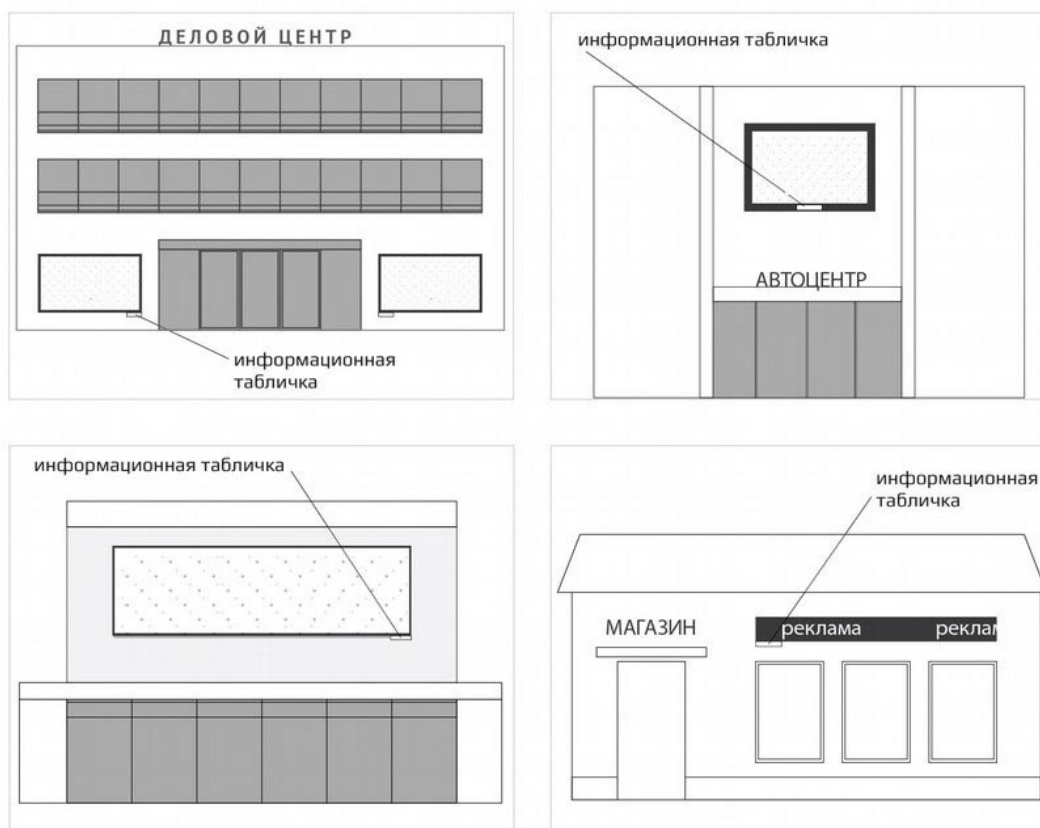 ДЕЛОВОЙ ЦЕНТР
информационная
табличка
информационная табличка
АВТОЦЕНТР
информационная табличка
информационная
табличка
МАГАЗИН
реклама реклам